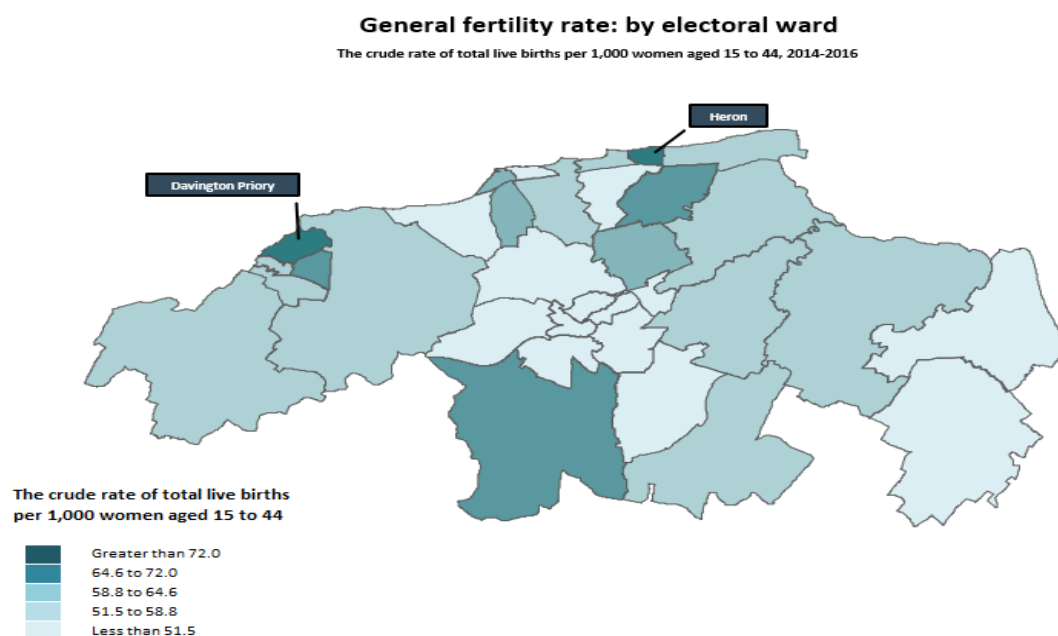 General fertility rate: by electoral ward
The crude rate of total live births per 1,000 women aged 15 to 44, 2014-2016
Heron
Davington Priory
The crude rate of total live births
per 1,000 women aged 15 to 44
Greater than 72.0
64.6 to 72.0
58.8 to 64.6
51.5 to 58.8
Less than 51.5